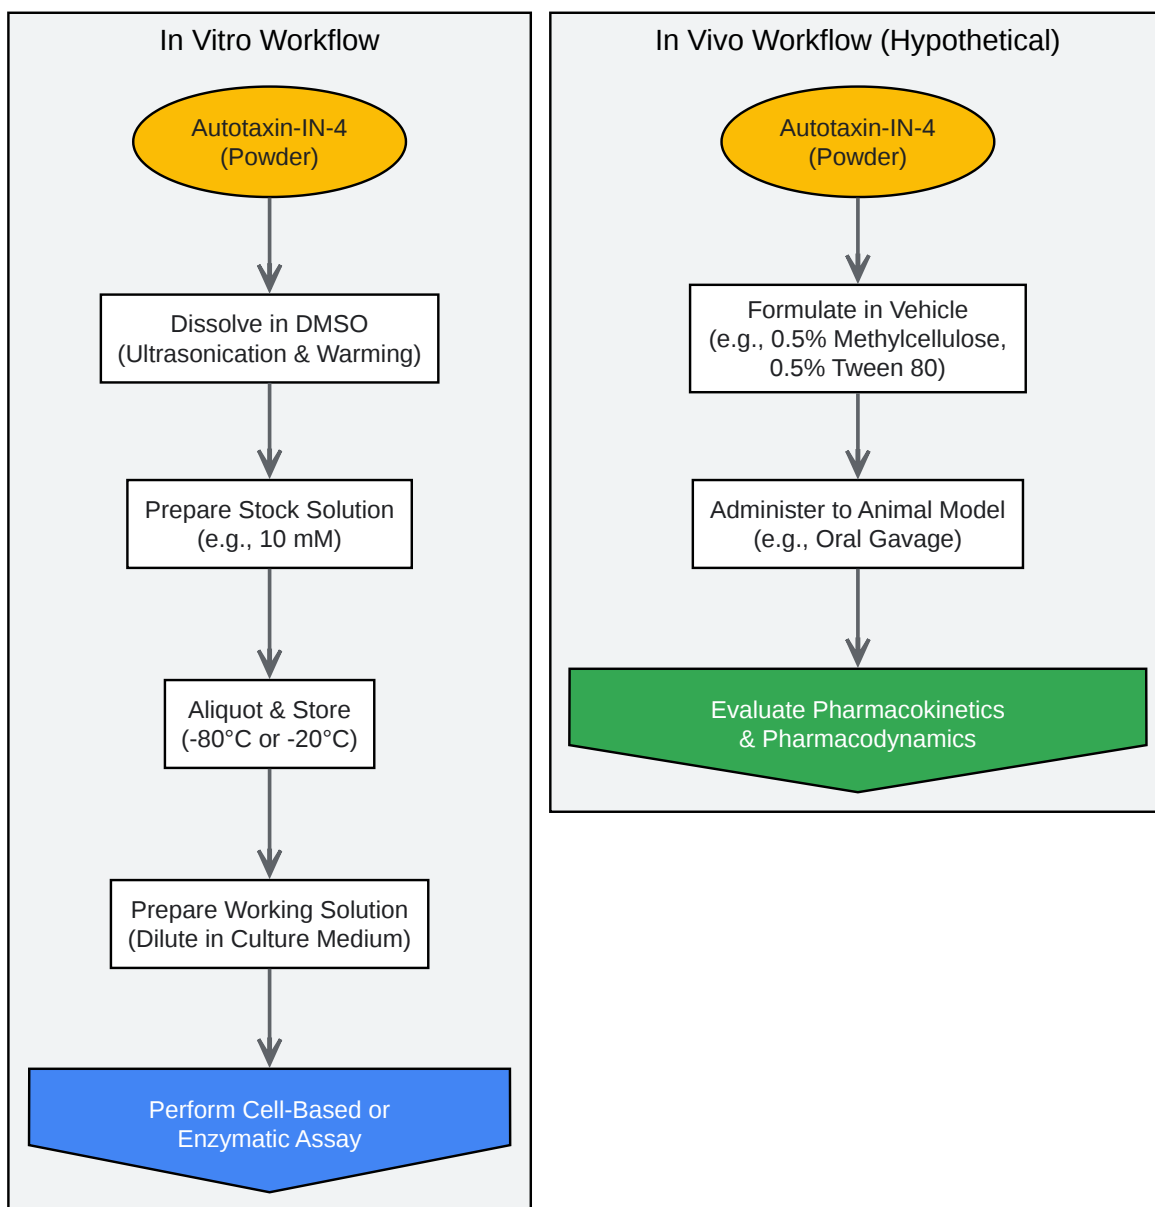 In Vitro Workflow
Autotaxin-IN-4
(Powder)
Dissolve in DMSO
(Ultrasonication & Warming)
Prepare Stock Solution
(e.g., 10 mM)
Aliquot & Store
(-80°C or -20°C)
Prepare Working Solution
(Dilute in Culture Medium)
Perform Cell-Based or
Enzymatic Assay
In Vivo Workflow (Hypothetical)
Autotaxin-IN-4
(Powder)
Formulate in Vehicle
(e.g., 0.5% Methylcellulose,
0.5% Tween 80)
Administer to Animal Model
(e.g., Oral Gavage)
Evaluate Pharmacokinetics
& Pharmacodynamics